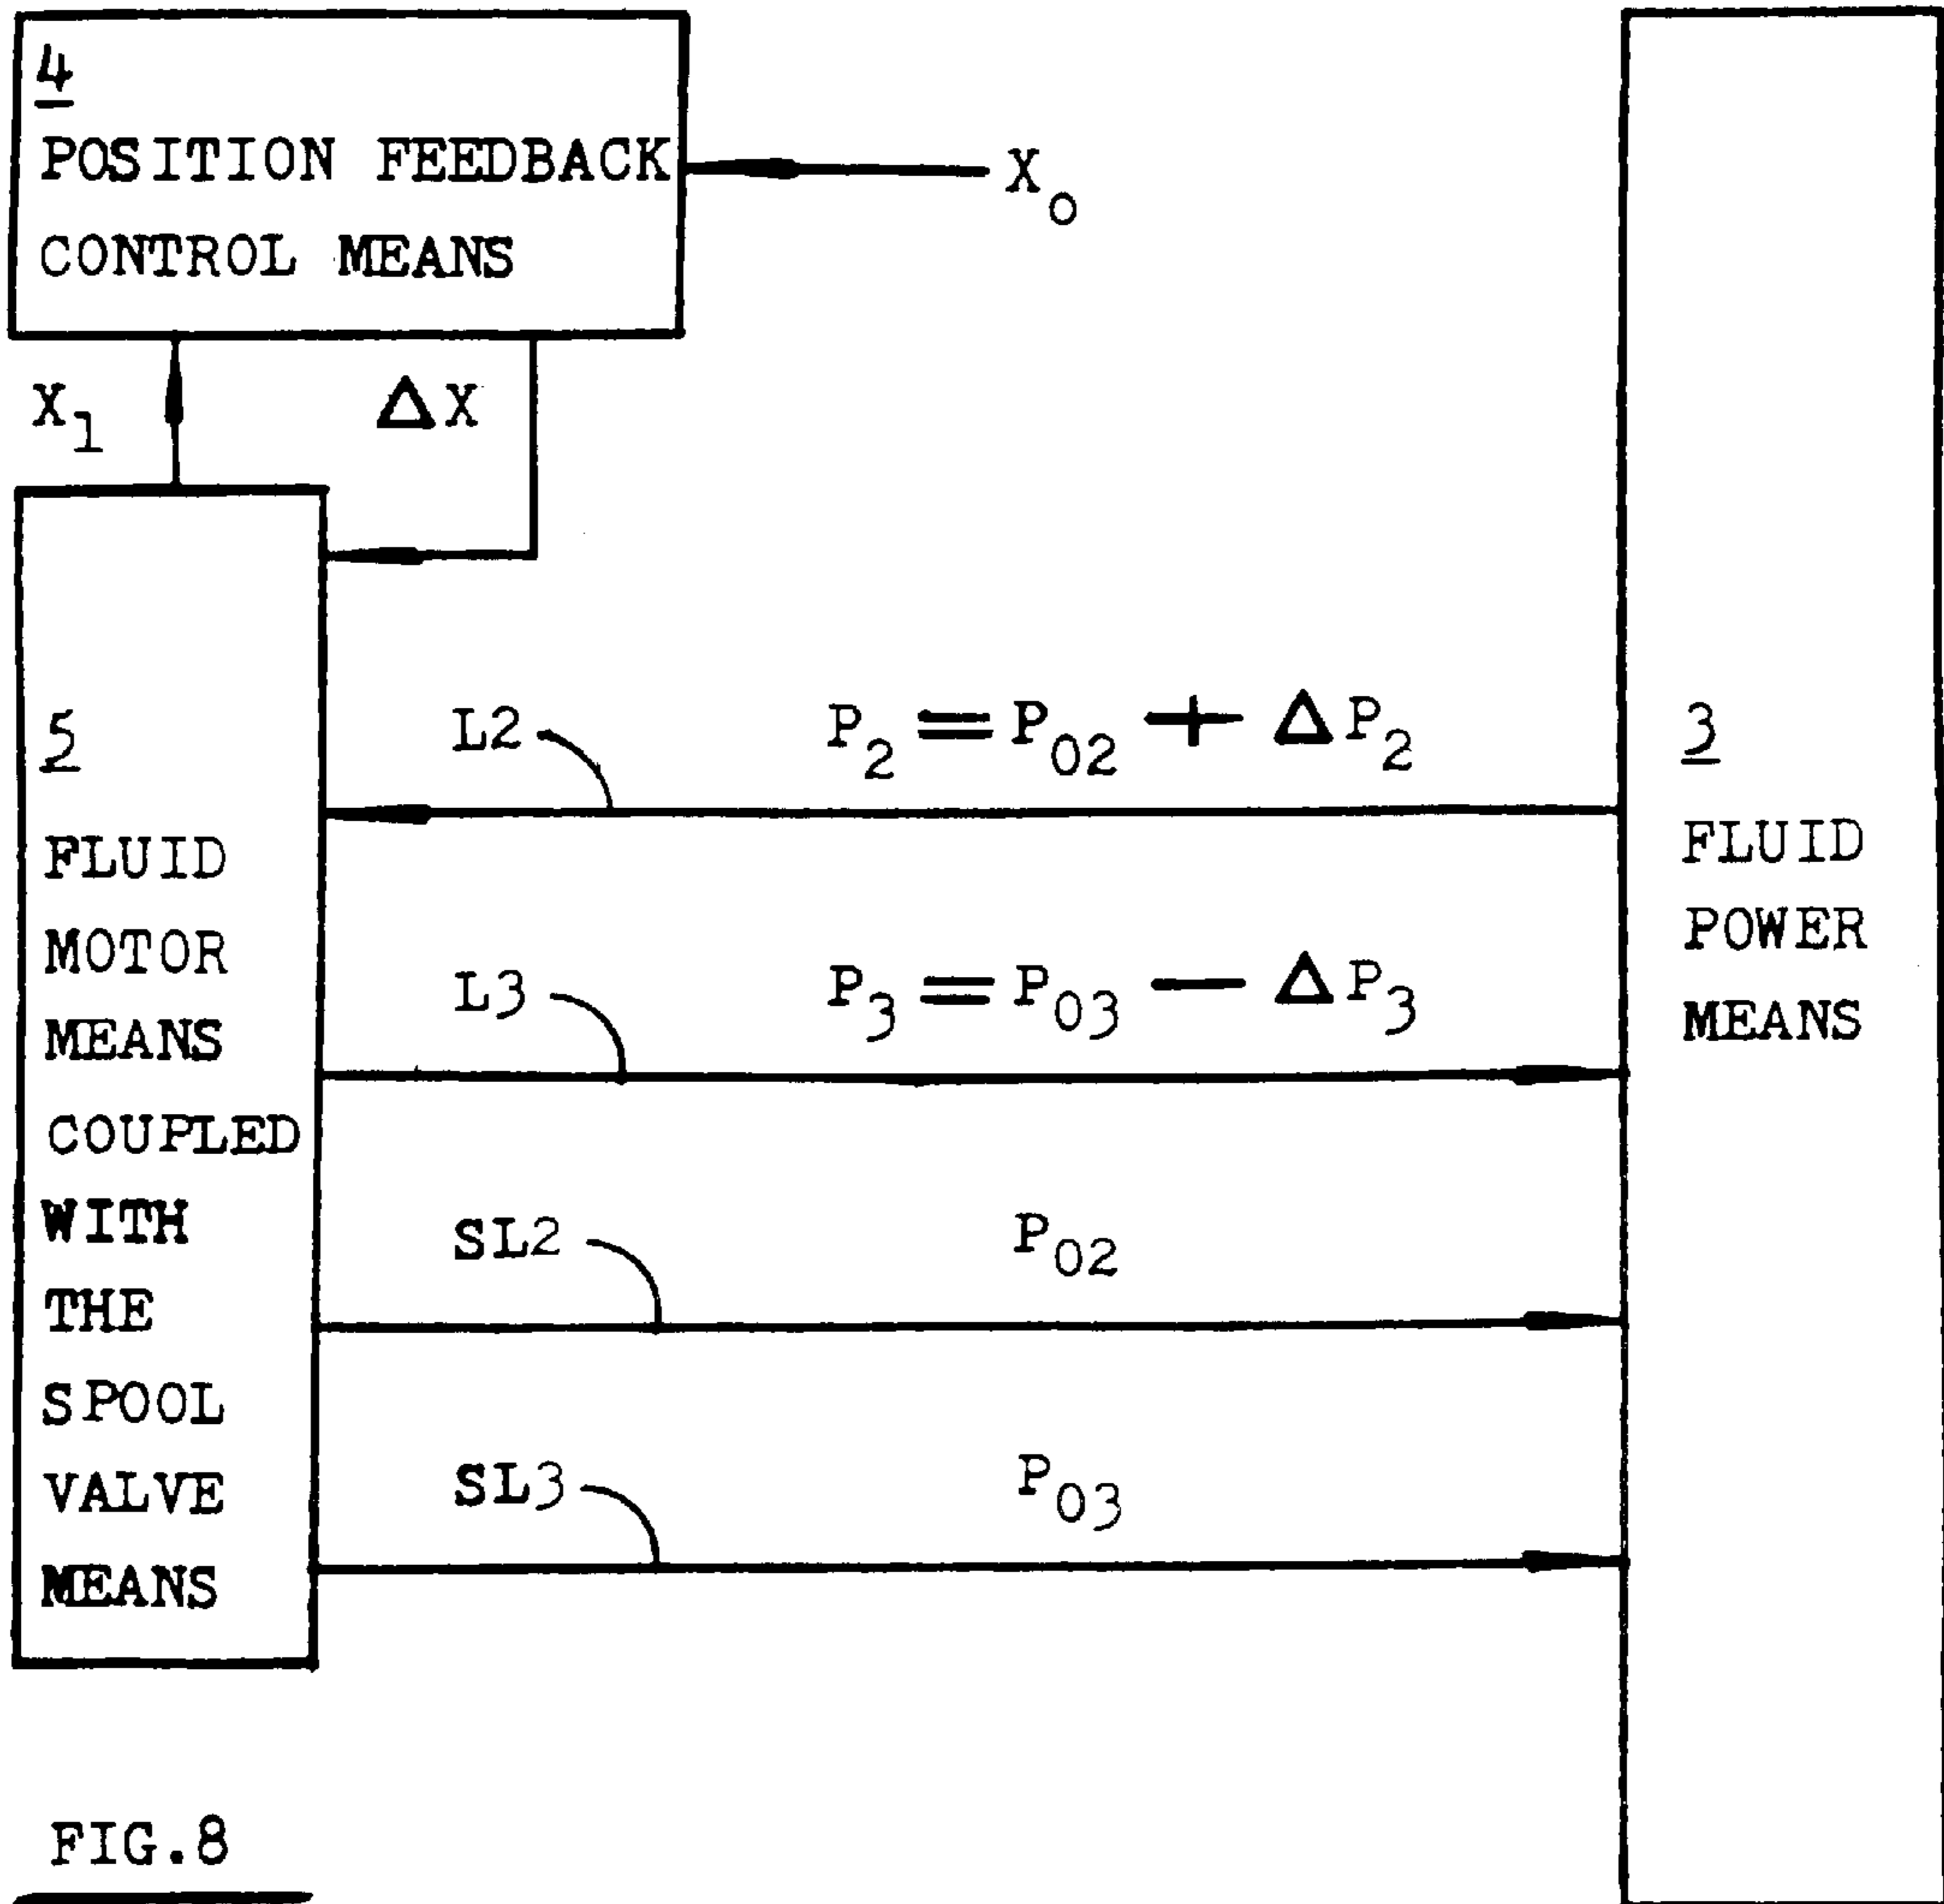 4
POSITION FEEDBACK
CONTROL MEANS
X₀
X₁
ΔX
5
FLUID
MOTOR
MEANS
COUPLED
WITH
THE
SPOOL
VALVE
MEANS
L2
P₂ = P₀₂ + ΔP₂
L3
P₃ = P₀₃ − ΔP₃
SL2
P₀₂
SL3
P₀₃
3
FLUID
POWER
MEANS
FIG.8